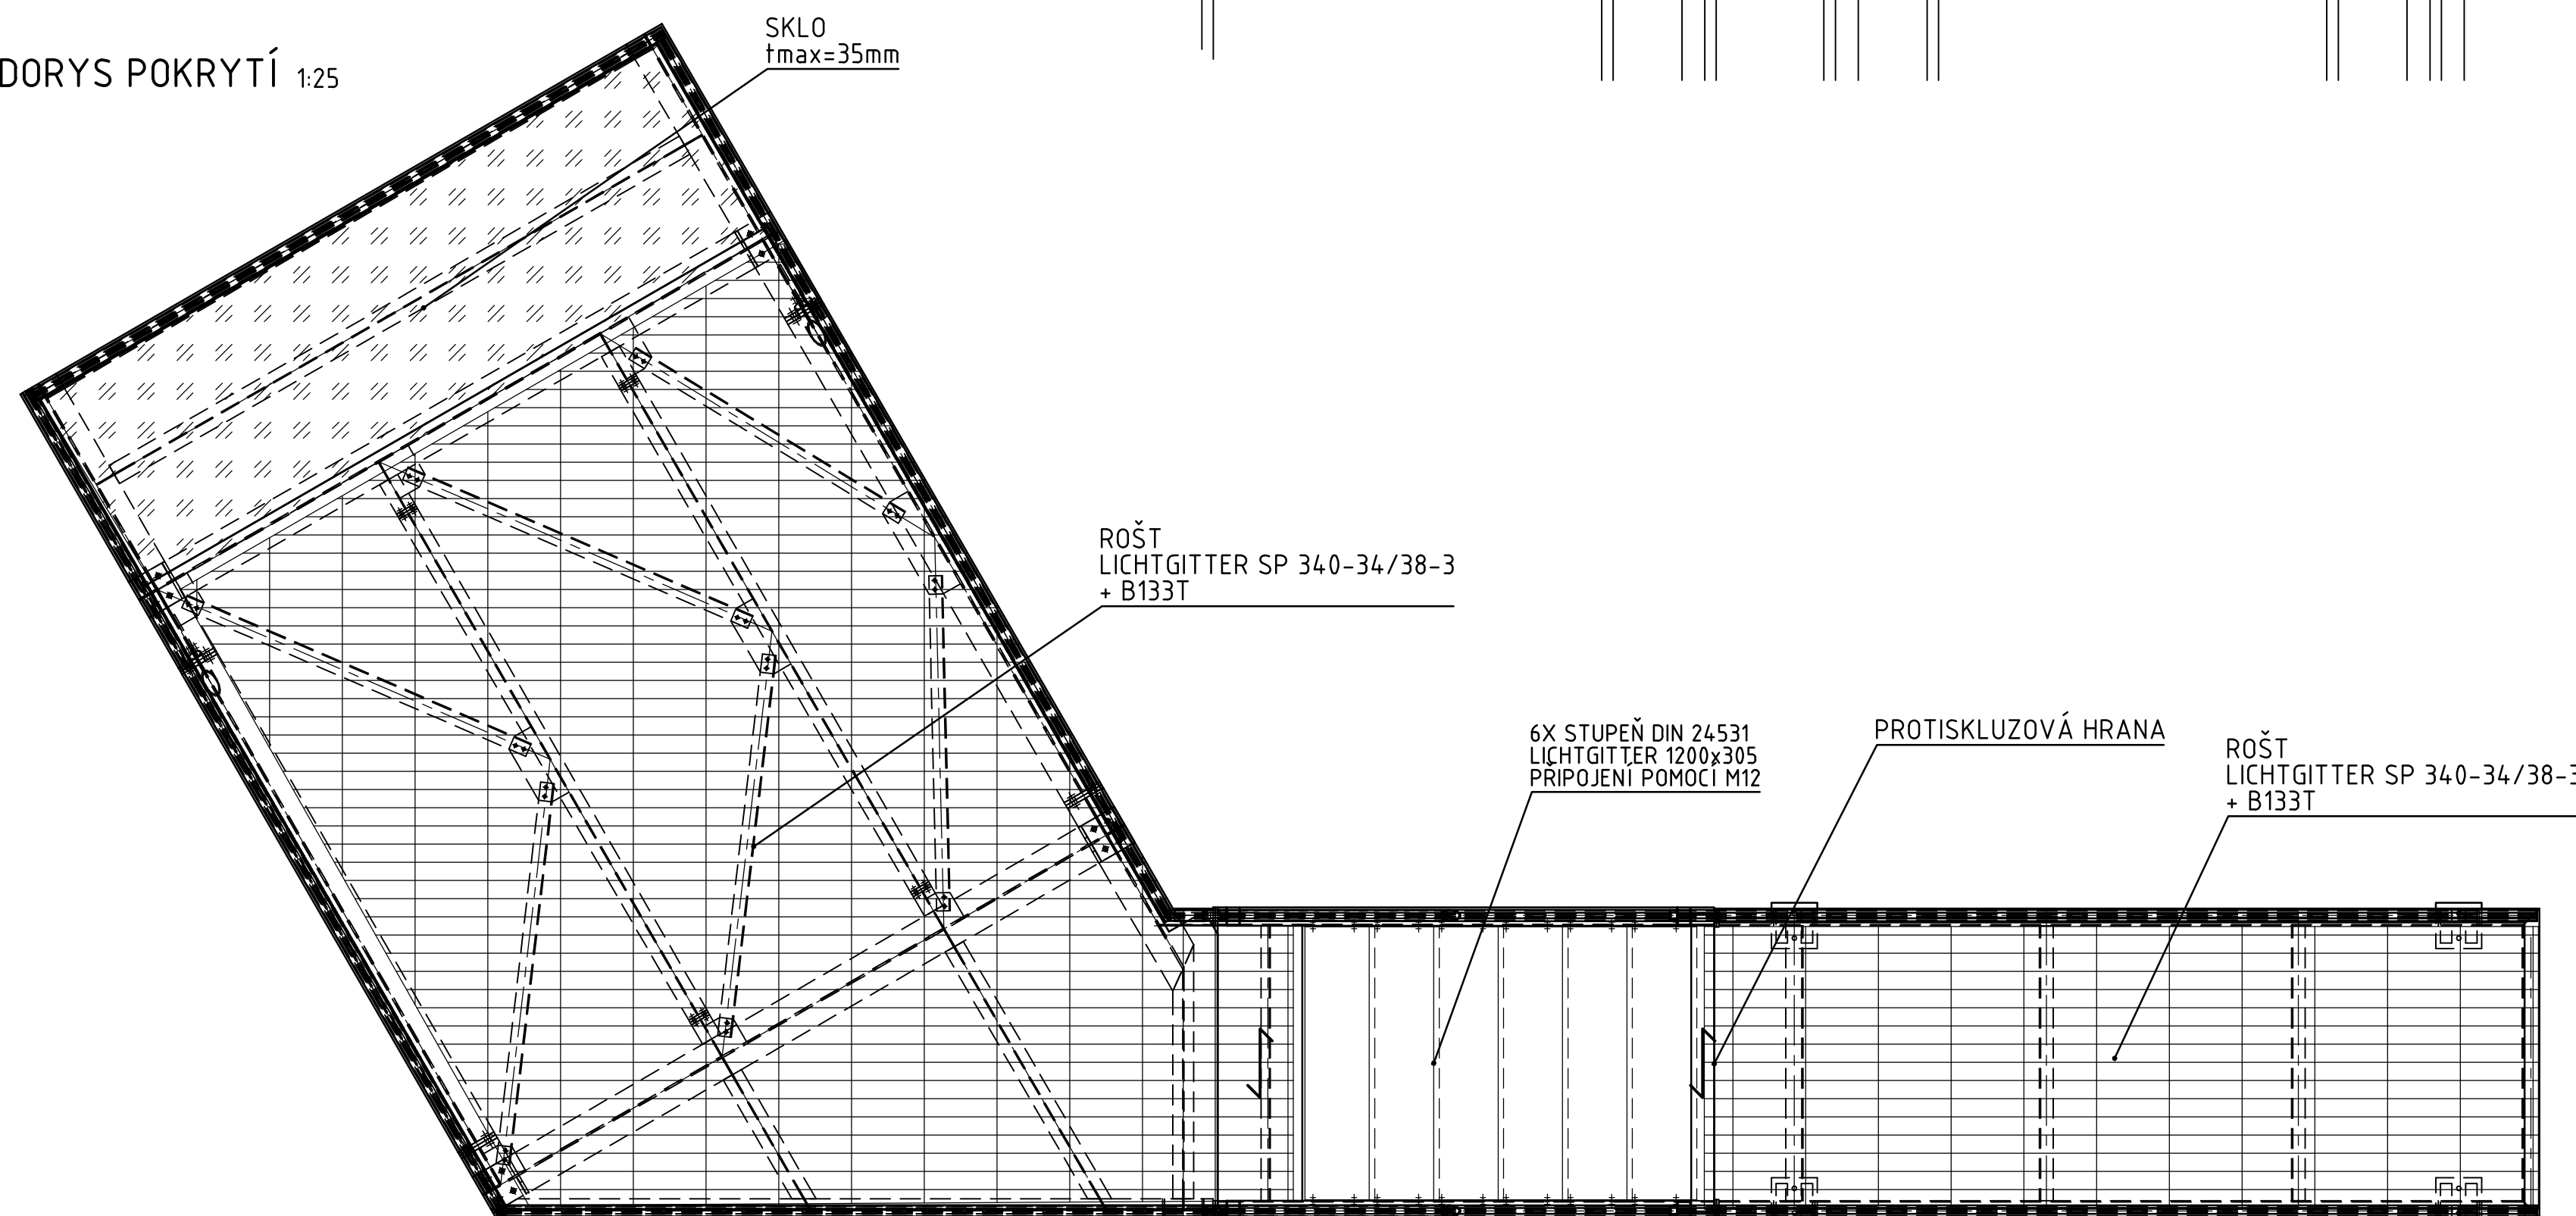 DORYS POKRYTÍ 1:25
SKLO
tmax=35mm
ROŠT
LICHTGITTER SP 340-34/38-3
+ B133T
6X STUPEŇ DIN 24531
LICHTGITTER 1200x305
PŘIPOJENÍ POMOCÍ M12
PROTISKLUZOVÁ HRANA
ROŠT
LICHTGITTER SP 340-34/38-3
+ B133T